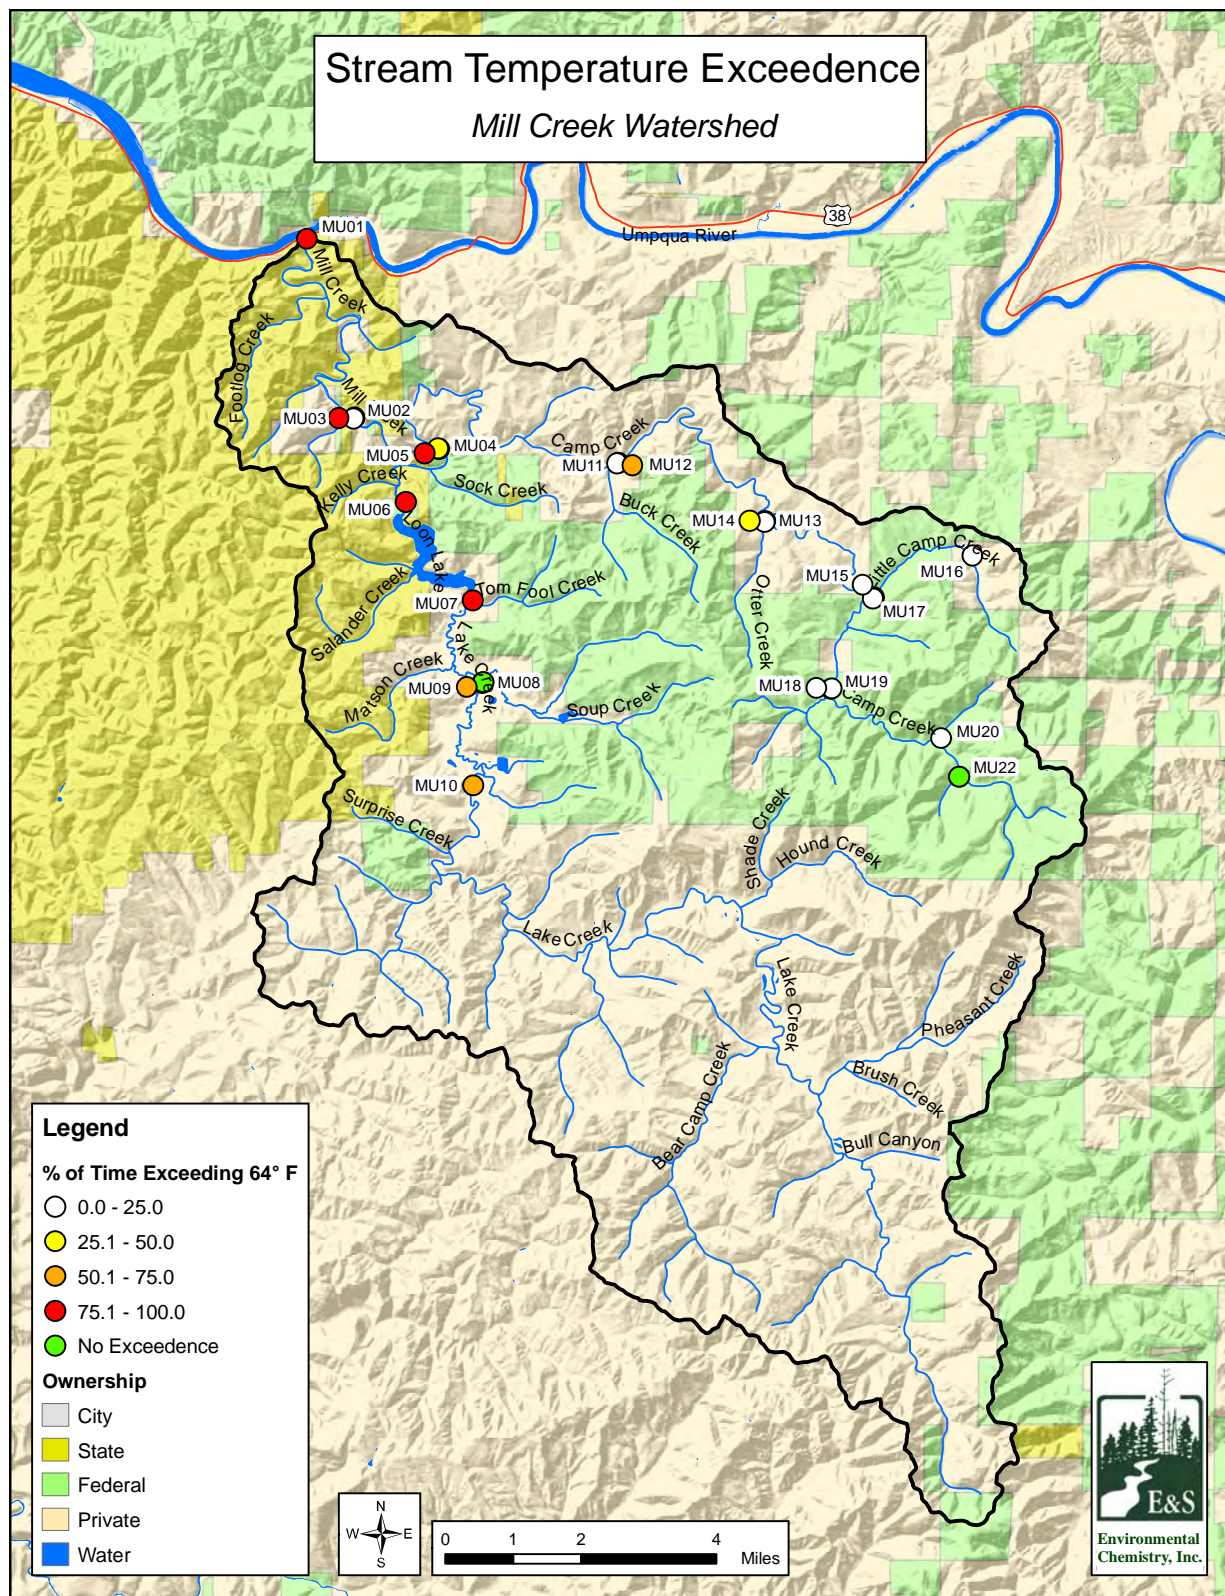 Stream Temperature Exceedence
Mill Creek Watershed
38
Umpqua River
MU01
Mill Creek
Footlog Creek
Mill Creek
MU03
MU02
MU05
MU04
Camp Creek
MU11
MU12
Kelly Creek
Sock Creek
MU06
Buck Creek
MU14
MU13
Loon Lake
Little Camp Creek
MU16
MU15
MU17
Tom Fool Creek
MU07
Otter Creek
Salander Creek
Lake Creek
Matson Creek
MU09
MU08
Soup Creek
MU18
MU19
Camp Creek
MU20
MU22
MU10
Surprise Creek
Shade Creek
Hound Creek
Lake Creek
Lake Creek
Pheasant Creek
Bear Camp Creek
Brush Creek
Bull Canyon
Legend
% of Time Exceeding 64° F
0.0 - 25.0
25.1 - 50.0
50.1 - 75.0
75.1 - 100.0
No Exceedence
Ownership
City
State
Federal
Private
Water
N
W E
S
0 1 2 4
Miles
E&S
Environmental
Chemistry, Inc.